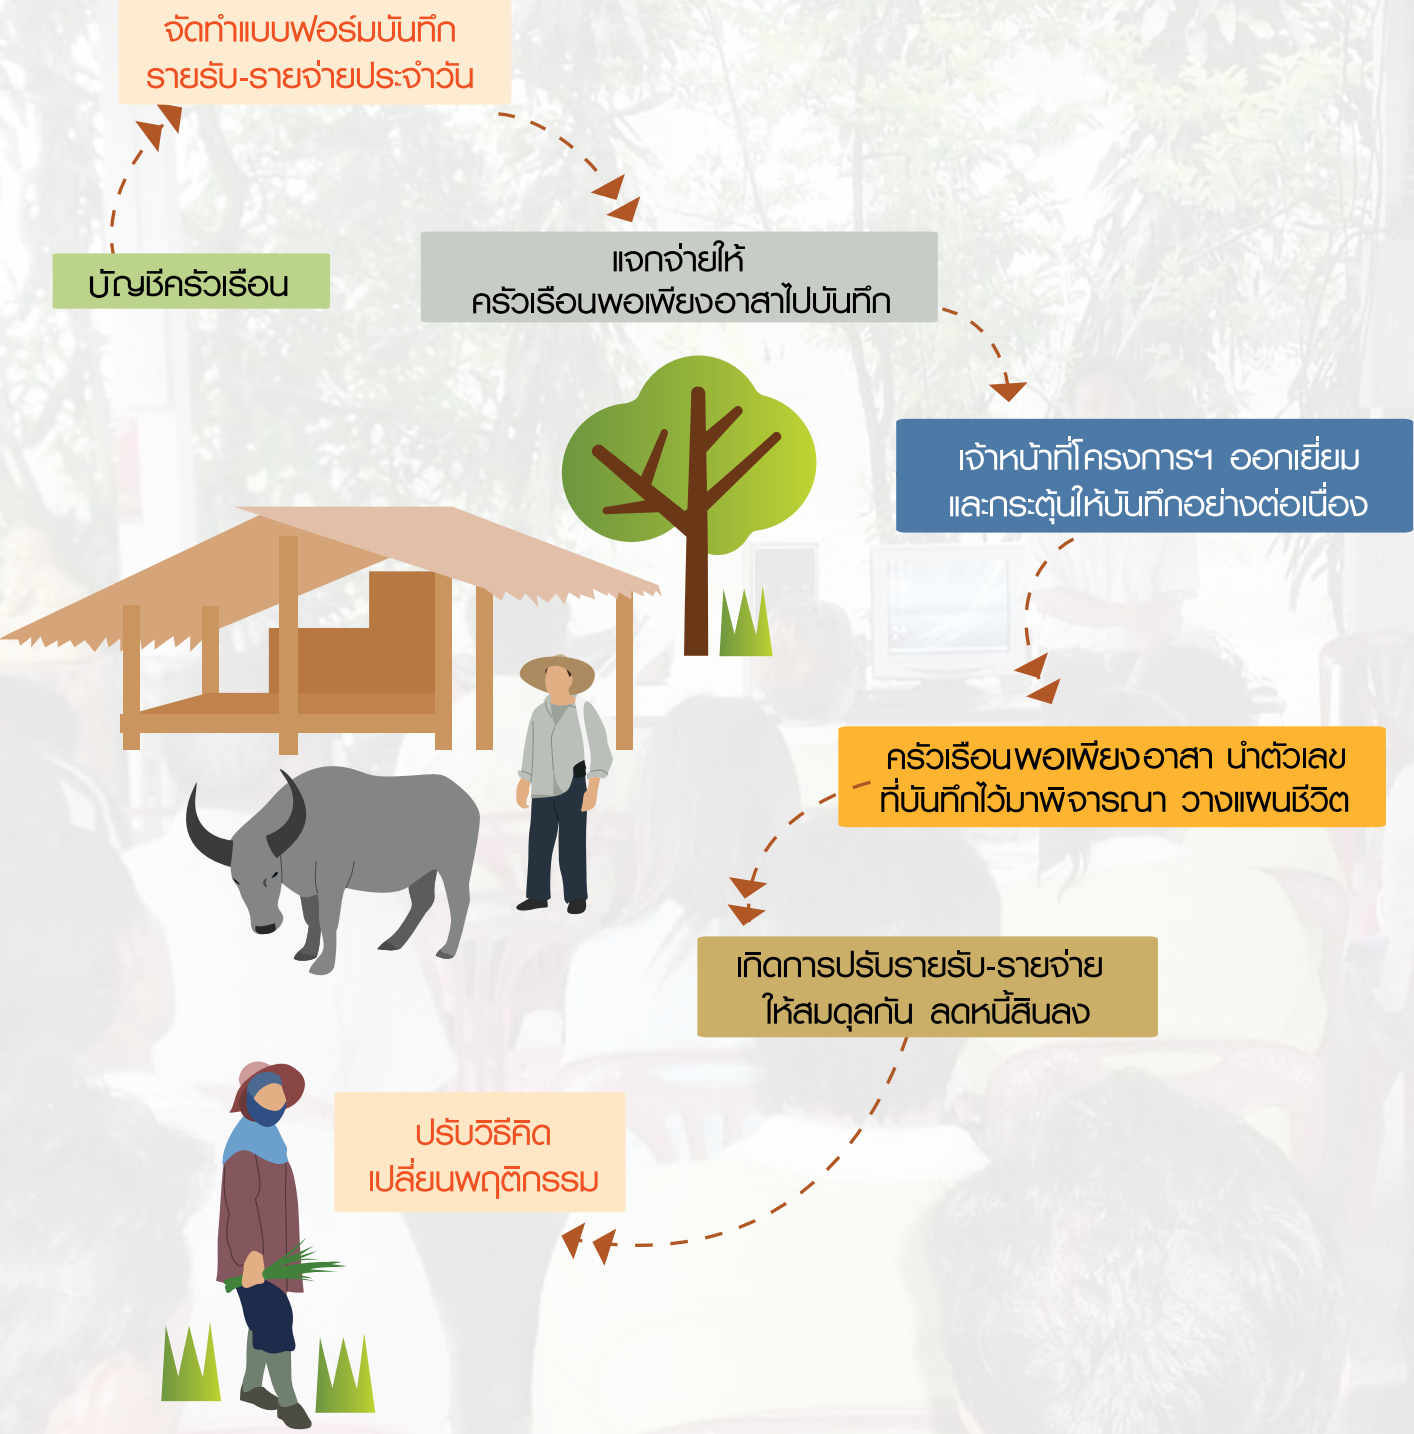 จัดทำแบบฟอร์มบันทึก
รายรับ-รายจ่ายประจำวัน
บัญชีครัวเรือน
แจกจ่ายให้
ครัวเรือนพอเพียงอาสาไปบันทึก
เจ้าหน้าที่โครงการฯ ออกเยี่ยม
และกระตุ้นให้บันทึกอย่างต่อเนื่อง
ครัวเรือนพอเพียงอาสา นำตัวเลข
ที่บันทึกไว้มาพิจารณา วางแผนชีวิต
เกิดการปรับรายรับ-รายจ่าย
ให้สมดุลกัน ลดหนี้สินลง
ปรับวิธีคิด
เปลี่ยนพฤติกรรม